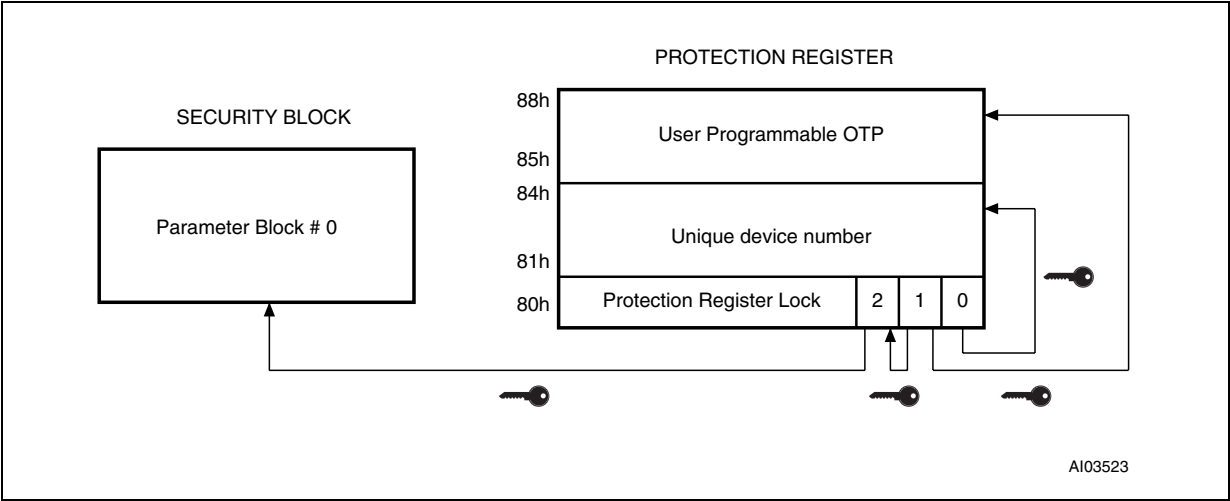 PROTECTION REGISTER
SECURITY BLOCK
88h
User Programmable OTP
85h
84h
Parameter Block # 0
Unique device number
81h
80h
Protection Register Lock 2 1 0
AI03523